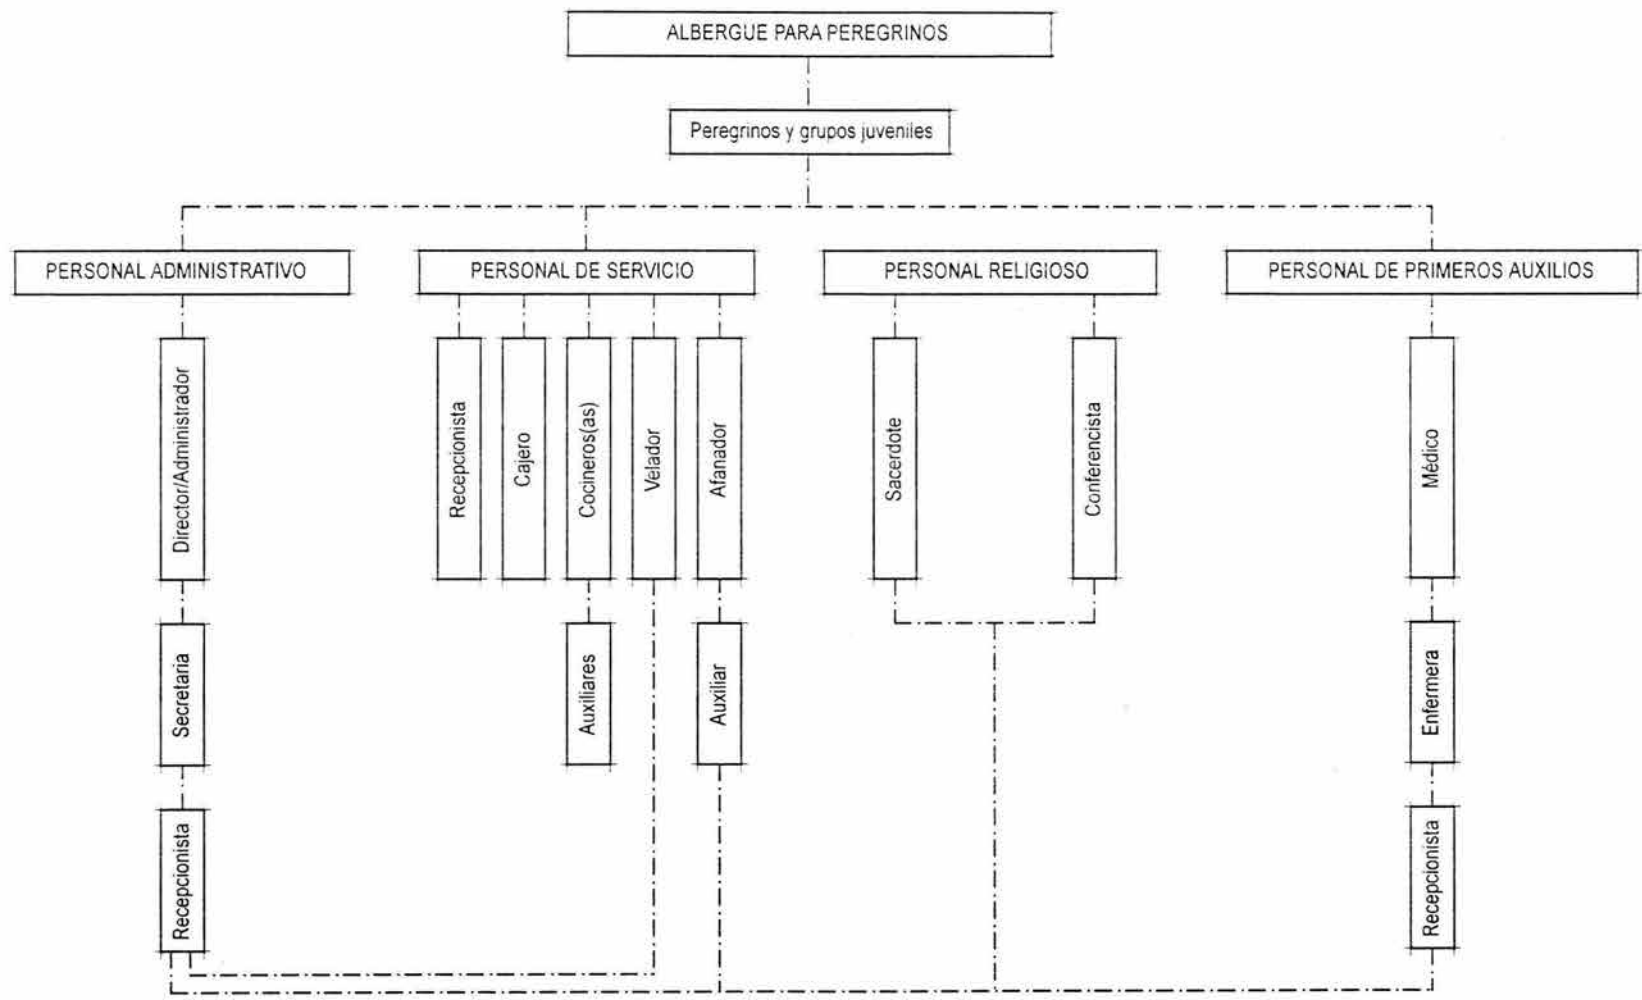 ALBERGUE PARA PEREGRINOS
Peregrinos y grupos juveniles
PERSONAL ADMINISTRATIVO
PERSONAL DE SERVICIO
PERSONAL RELIGIOSO
PERSONAL DE PRIMEROS AUXILIOS
Director/Administrador
Recepcionista
Cajero
Cocineros(as)
Velador
Afanador
Sacerdote
Conferencista
Médico
Secretaria
Auxiliares
Auxiliar
Enfermera
Recepcionista
Recepcionista